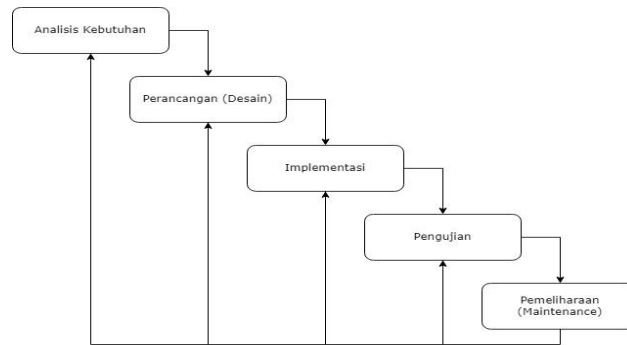 Analisis Kebutuhan
Perancangan (Desain)
Implementasi
Pengujian
Pemeliharaan
(Maintenance)